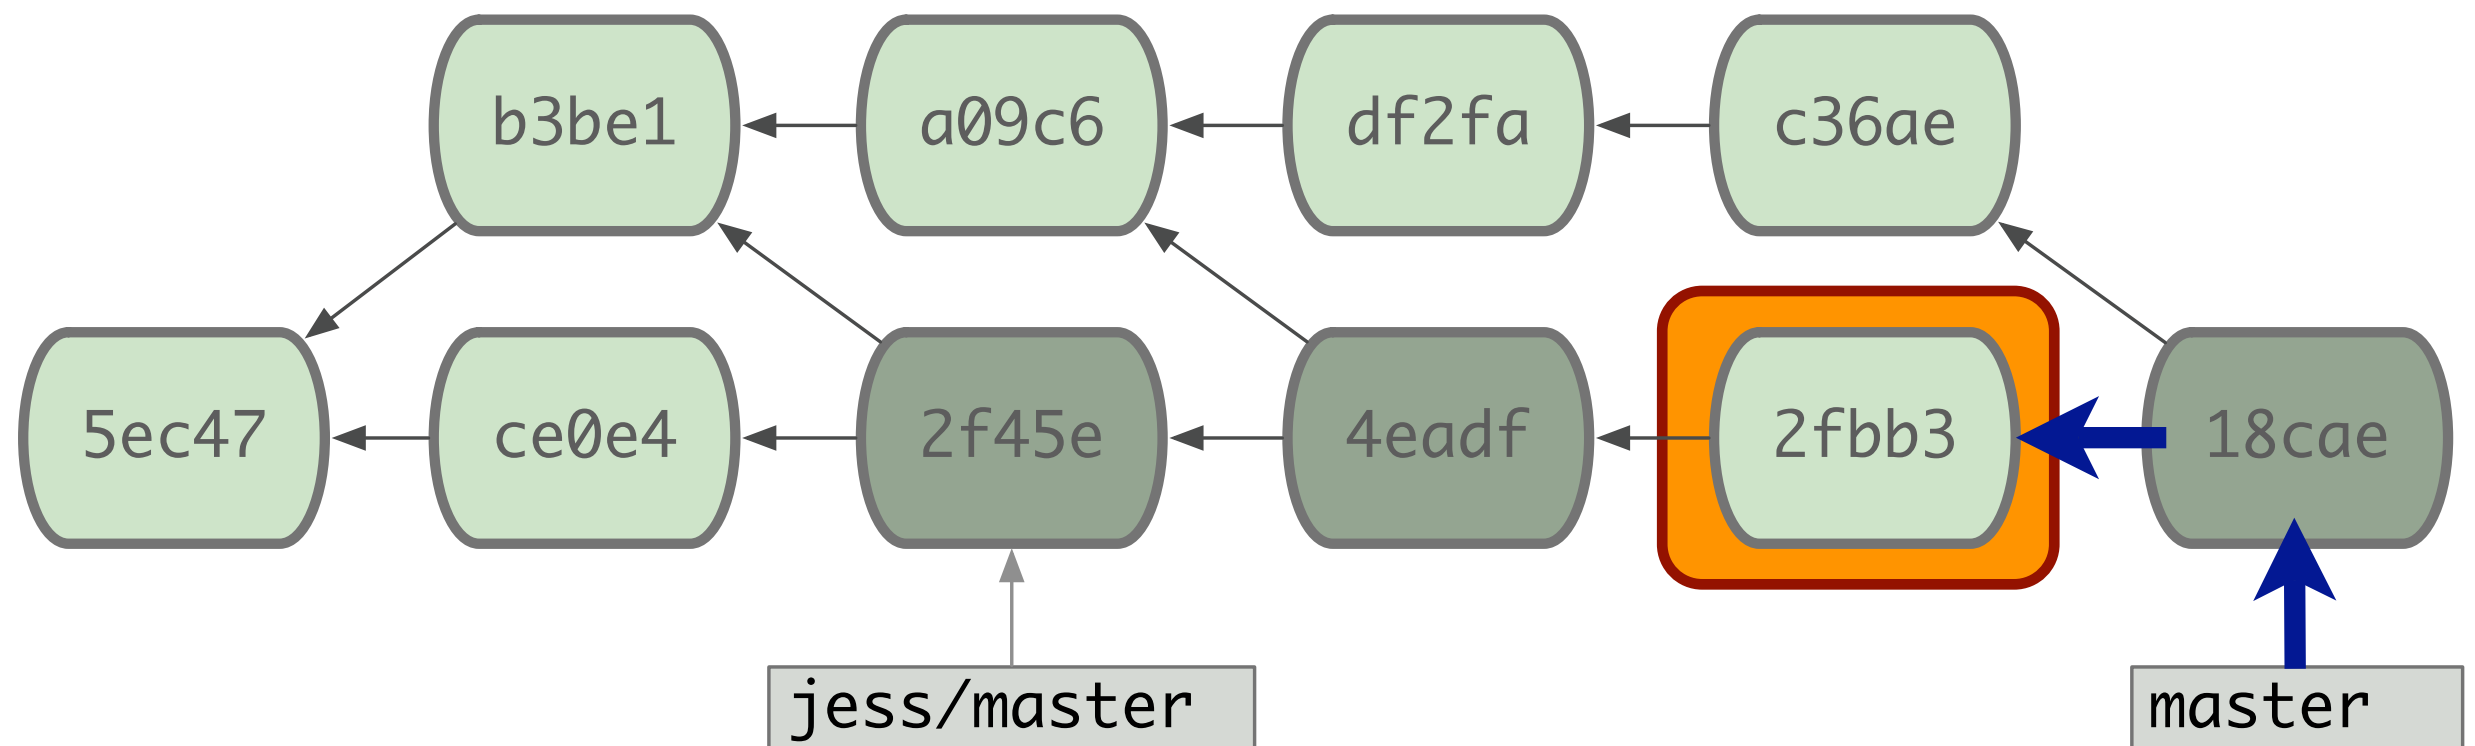 b3be1 a09c6 df2fa c36ae
5ec47 ce0e4 2f45e 4eadf 2fbb3 18cae
jess/master master